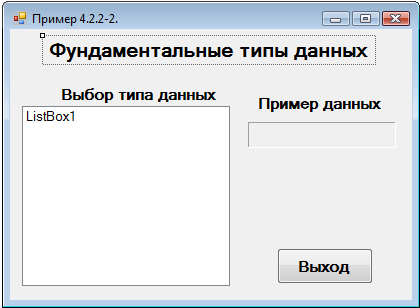 Пример 4.2.2-2.
Фундаментальные типы данных
Выбор типа данных
Пример данных
ListBox1
Выход